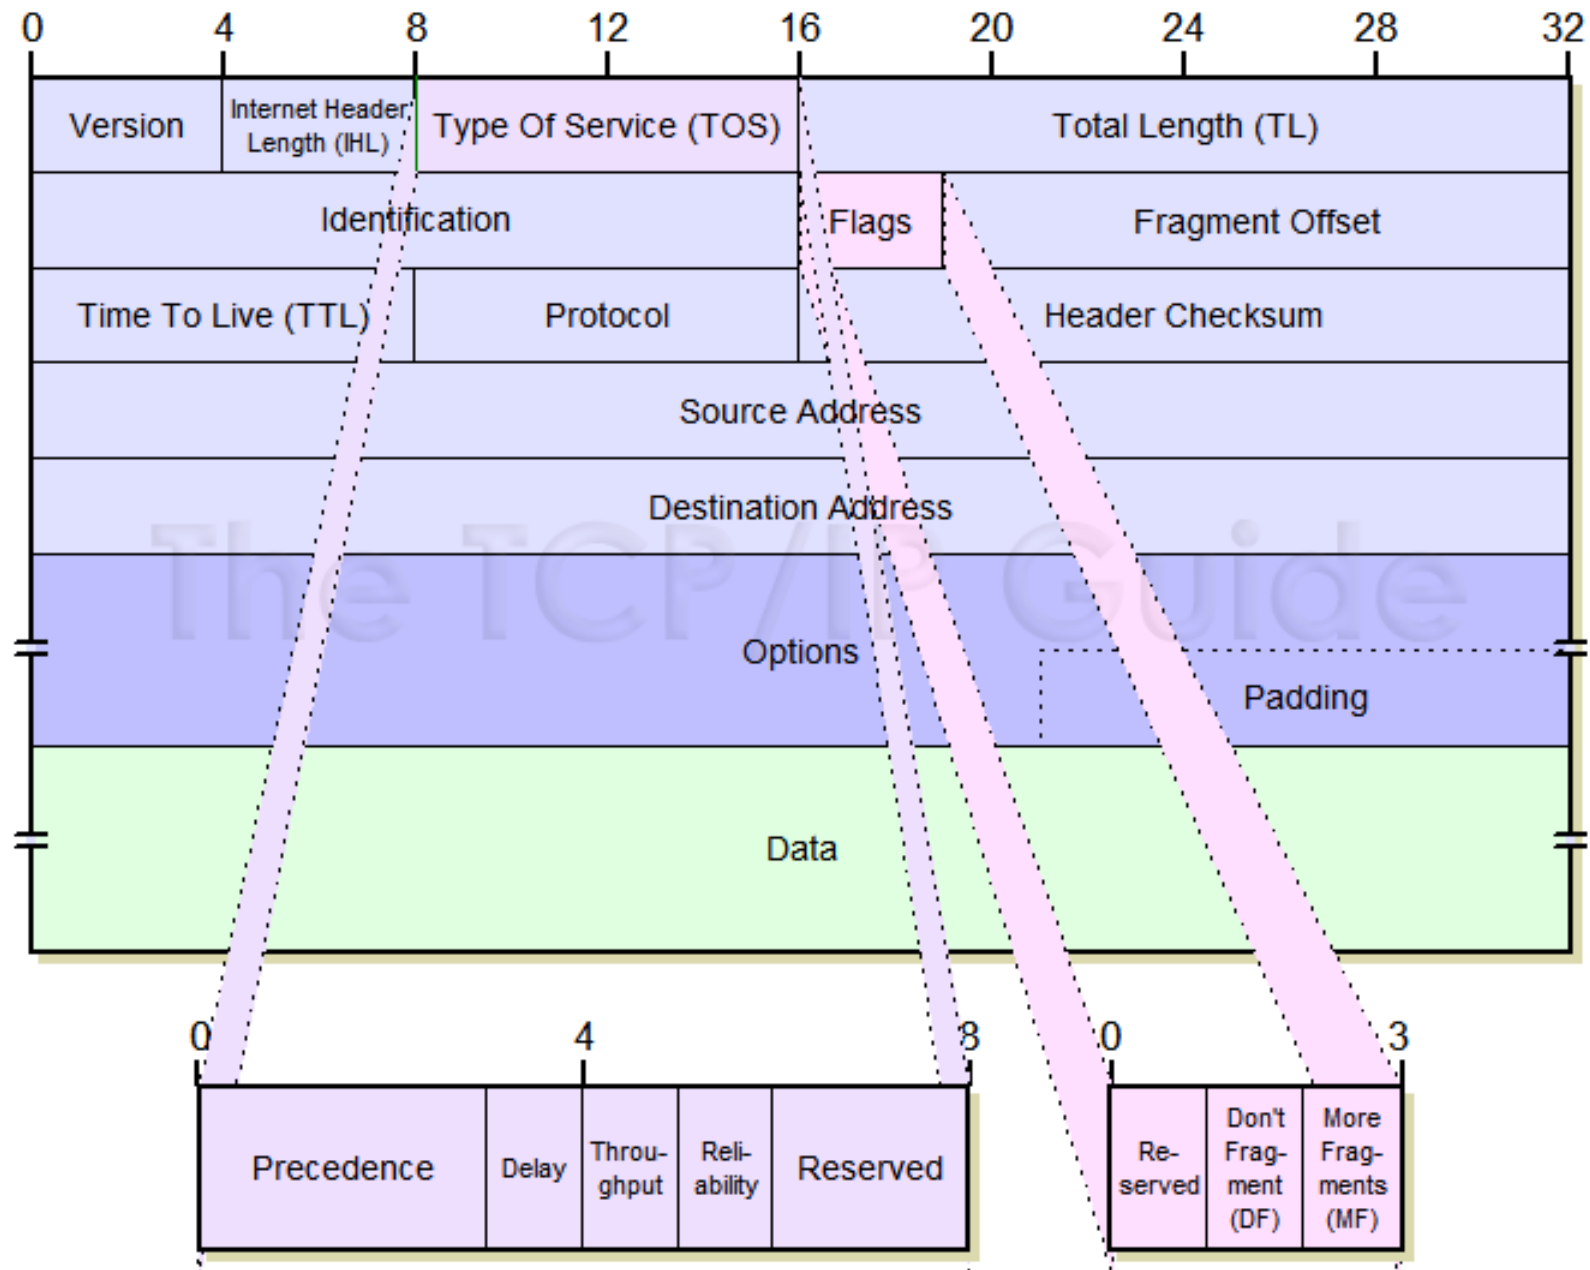 0 4 8 12 16 20 24 28 32
Version
Internet Header
Length (IHL)
Type Of Service (TOS)
Total Length (TL)
Identification
Flags
Fragment Offset
Time To Live (TTL)
Protocol
Header Checksum
Source Address
Destination Address
The TCP/IP Guide
Options
Padding
Data
0 4 8
0 3
Precedence
Delay
Throu-
ghput
Reli-
ability
Reserved
Re-
served
Don't
Frag-
ment
(DF)
More
Frag-
ments
(MF)